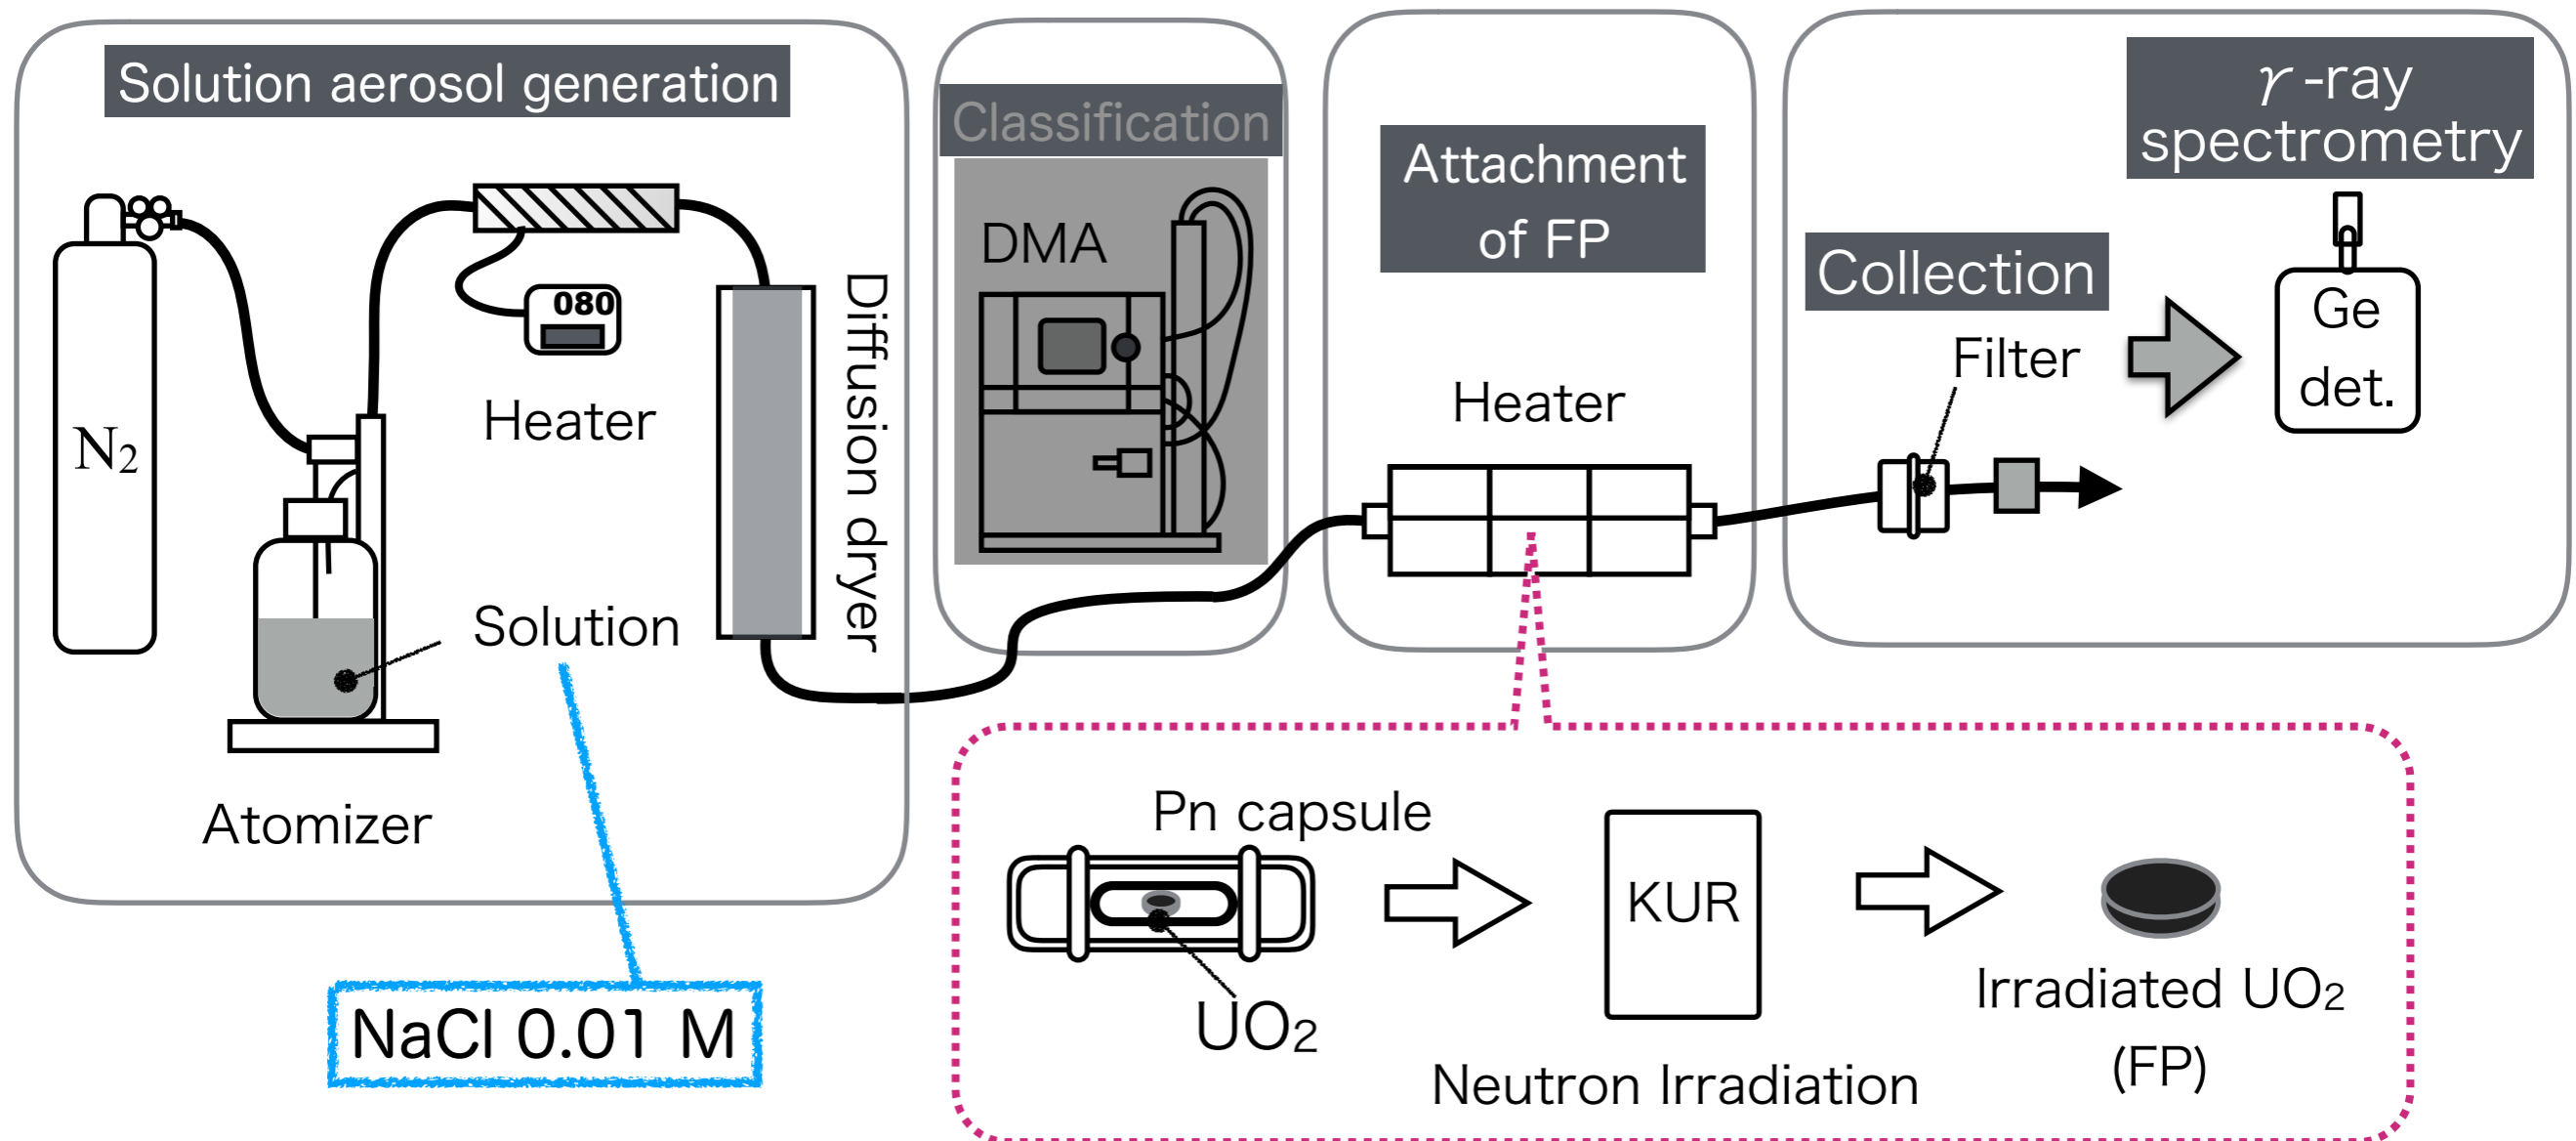 Solution aerosol generation
N₂
080
Heater
Diffusion dryer
Solution
Atomizer
NaCl 0.01 M
Classification
DMA
Attachment
of FP
Heater
γ-ray
spectrometry
Collection
Filter
Ge
det.
Pn capsule
UO₂
KUR
Neutron Irradiation
Irradiated UO₂
(FP)